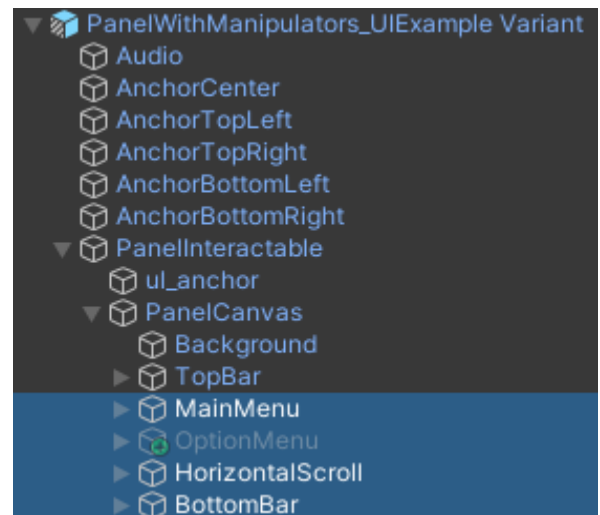 PanelWithManipulators_UIExample Variant
Audio
AnchorCenter
AnchorTopLeft
AnchorTopRight
AnchorBottomLeft
AnchorBottomRight
PanelInteractable
ul_anchor
PanelCanvas
Background
TopBar
MainMenu
OptionMenu
HorizontalScroll
BottomBar